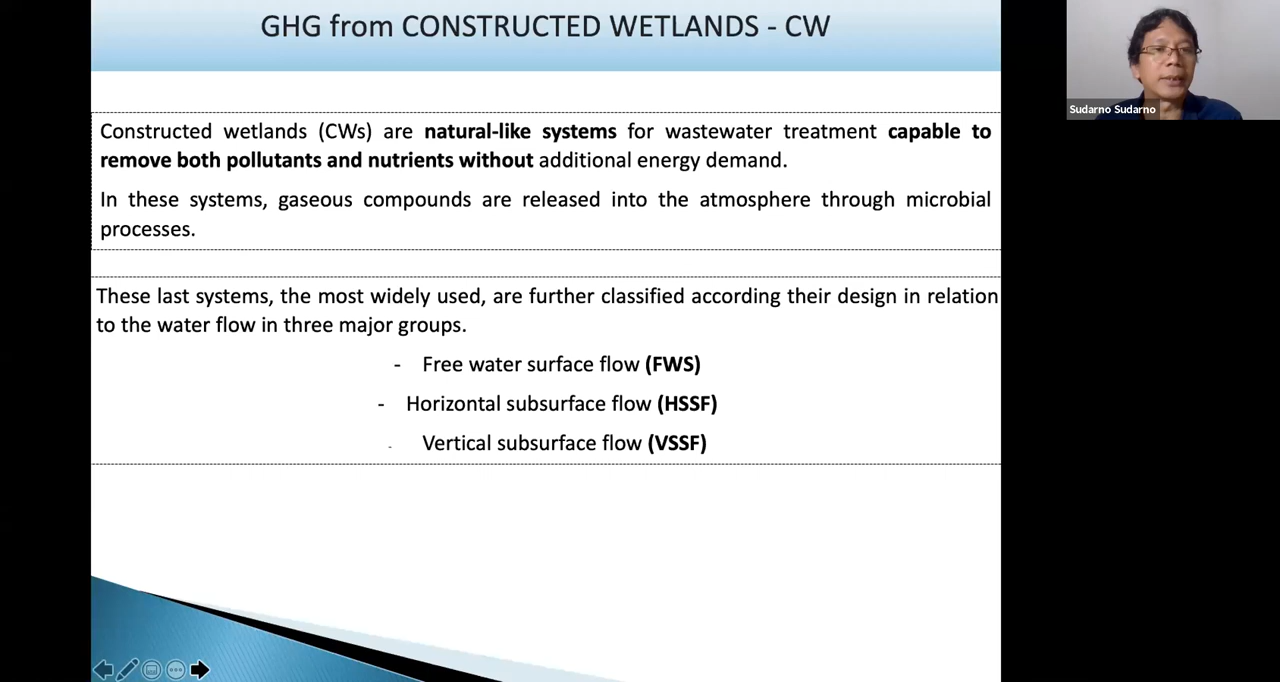 GHG from CONSTRUCTED WETLANDS - CW
Sudarno Sudarno
Constructed wetlands (CWs) are natural-like systems for wastewater treatment capable to
remove both pollutants and nutrients without additional energy demand.
In these systems, gaseous compounds are released into the atmosphere through microbial
processes.
These last systems, the most widely used, are further classified according their design in relation
to the water flow in three major groups.
- Free water surface flow (FWS)
- Horizontal subsurface flow (HSSF)
- Vertical subsurface flow (VSSF)